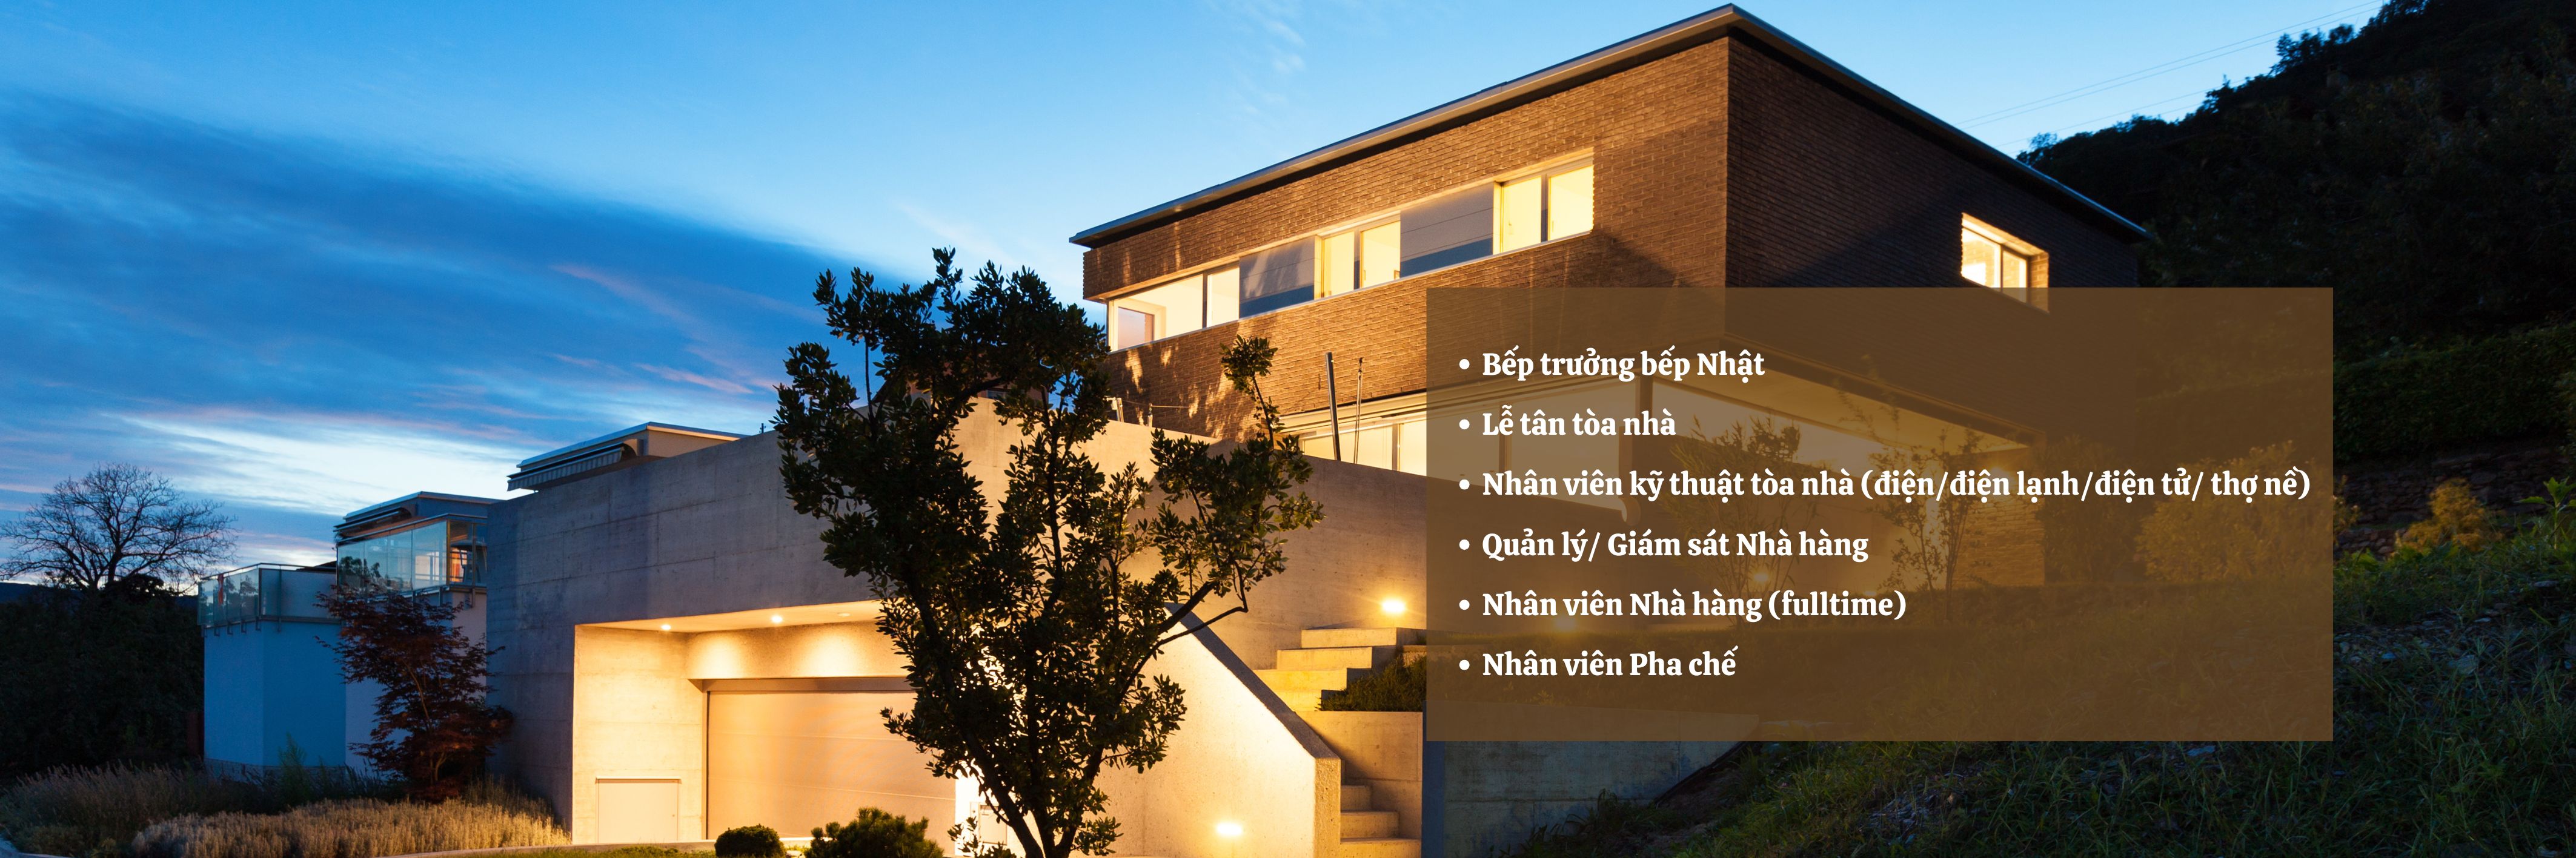 • Bếp trưởng bếp Nhật
• Lễ tân tòa nhà
• Nhân viên kỹ thuật tòa nhà (điện/điện lạnh/điện tử/ thợ nề)
• Quản lý/ Giám sát Nhà hàng
• Nhân viên Nhà hàng (fulltime)
• Nhân viên Pha chế